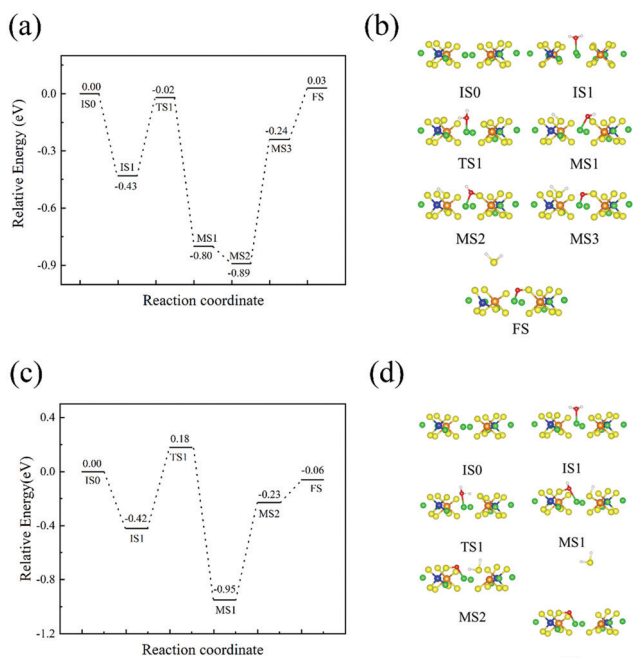 (a)
Relative Energy (eV)
0.0
-0.3
-0.6
-0.9
0.00
IS0
IS1
-0.43
-0.02
TS1
MS1
-0.80
MS2
-0.89
-0.24
MS3
0.03
FS
Reaction coordinate
(b)
IS0 IS1
TS1 MS1
MS2 MS3
FS
(c)
Relative Energy(eV)
0.4
0.0
-0.4
-0.8
-1.2
0.00
IS0
-0.42
IS1
0.18
TS1
-0.95
MS1
-0.23
MS2
-0.06
FS
Reaction coordinate
(d)
IS0 IS1
TS1 MS1
MS2